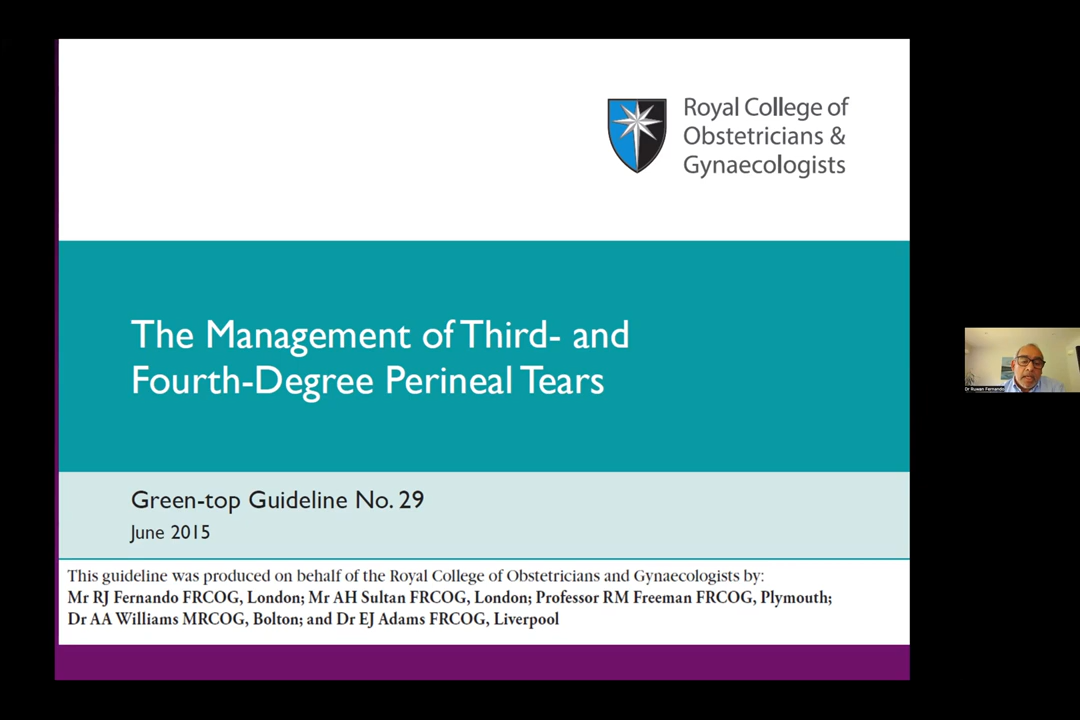 Royal College of
Obstetricians &
Gynaecologists
The Management of Third- and
Fourth-Degree Perineal Tears
Green-top Guideline No. 29
June 2015
This guideline was produced on behalf of the Royal College of Obstetricians and Gynaecologists by:
Mr RJ Fernando FRCOG, London; Mr AH Sultan FRCOG, London; Professor RM Freeman FRCOG, Plymouth;
Dr AA Williams MRCOG, Bolton; and Dr EJ Adams FRCOG, Liverpool
Dr Ruwan Fernando